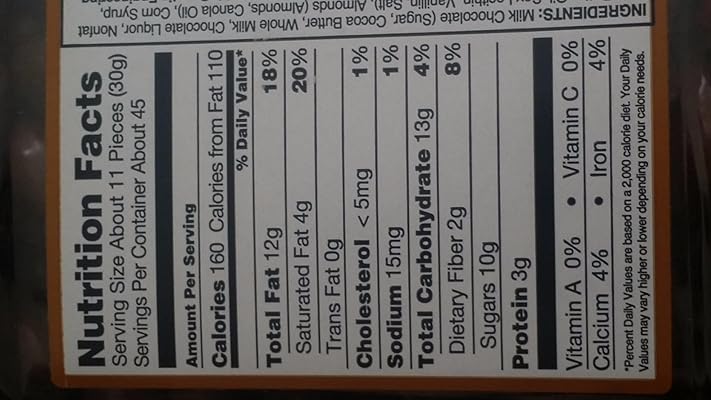 Nutrition Facts
Serving Size About 11 Pieces (30g)
Servings Per Container About 45
Amount Per Serving
Calories 160 Calories from Fat 110
% Daily Value*
Total Fat 12g 18%
Saturated Fat 4g 20%
Trans Fat 0g
Cholesterol < 5mg 1%
Sodium 15mg 1%
Total Carbohydrate 13g 4%
Dietary Fiber 2g 8%
Sugars 10g
Protein 3g
Vitamin A 0% • Vitamin C 0%
Calcium 4% • Iron 4%
*Percent Daily Values are based on a 2,000 calorie diet. Your Daily
Values may vary higher or lower depending on your calorie needs.
INGREDIENTS: Milk Chocolate (Sugar, Cocoa Butter, Whole Milk, Chocolate Liquor, Nonfat
Lecithin, Vanillin, Salt), Almonds (Almonds, Canola Oil), Corn Syrup,